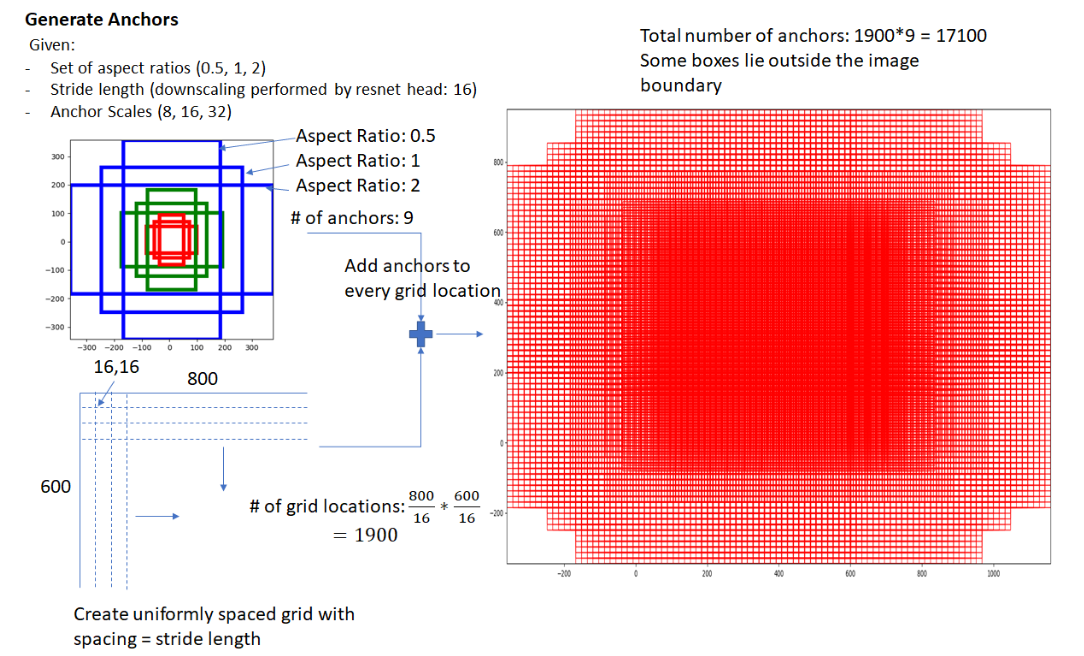 Generate Anchors
Given:
- Set of aspect ratios (0.5, 1, 2)
- Stride length (downscaling performed by resnet head: 16)
- Anchor Scales (8, 16, 32)
Total number of anchors: 1900*9 = 17100
Some boxes lie outside the image
boundary
Aspect Ratio: 0.5
Aspect Ratio: 1
Aspect Ratio: 2
# of anchors: 9
300
200
100
0
−100
−200
−300
−300 −200 −100 0 100 200 300
Add anchors to
every grid location
16,16
800
600
# of grid locations: 800/16 * 600/16
= 1900
Create uniformly spaced grid with
spacing = stride length
800
600
400
200
0
−200
−200 0 200 400 600 800 1000